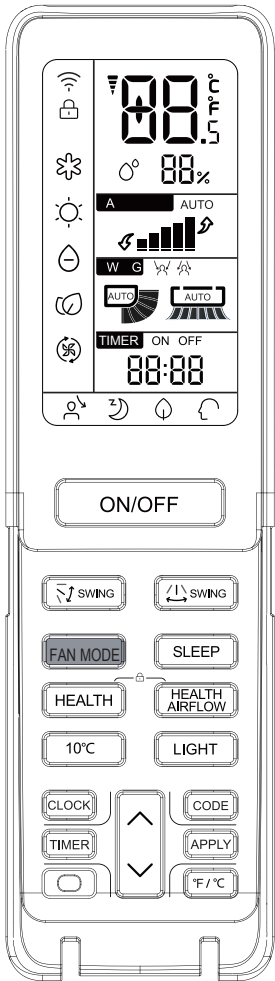 88.5 °C °F
88%
A AUTO
W G
AUTO AUTO
TIMER ON OFF
88:88
z
ON/OFF
SWING SWING
FAN MODE SLEEP
HEALTH HEALTH
AIRFLOW
10°C LIGHT
CLOCK CODE
TIMER APPLY
°F/°C